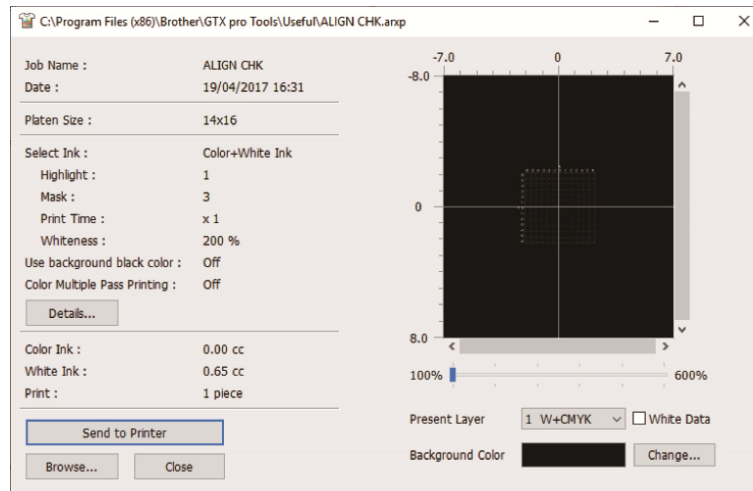 C:\Program Files (x86)\Brother\GTX pro Tools\Useful\ALIGN CHK.arxp
Job Name : ALIGN CHK
Date : 19/04/2017 16:31
Platen Size : 14x16
Select Ink : Color+White Ink
Highlight : 1
Mask : 3
Print Time : x 1
Whiteness : 200 %
Use background black color : Off
Color Multiple Pass Printing : Off
Details...
Color Ink : 0.00 cc
White Ink : 0.65 cc
Print : 1 piece
Send to Printer
Browse... Close
-7.0 0 7.0
-8.0
0
8.0
100% 600%
Present Layer 1 W+CMYK White Data
Background Color Change...